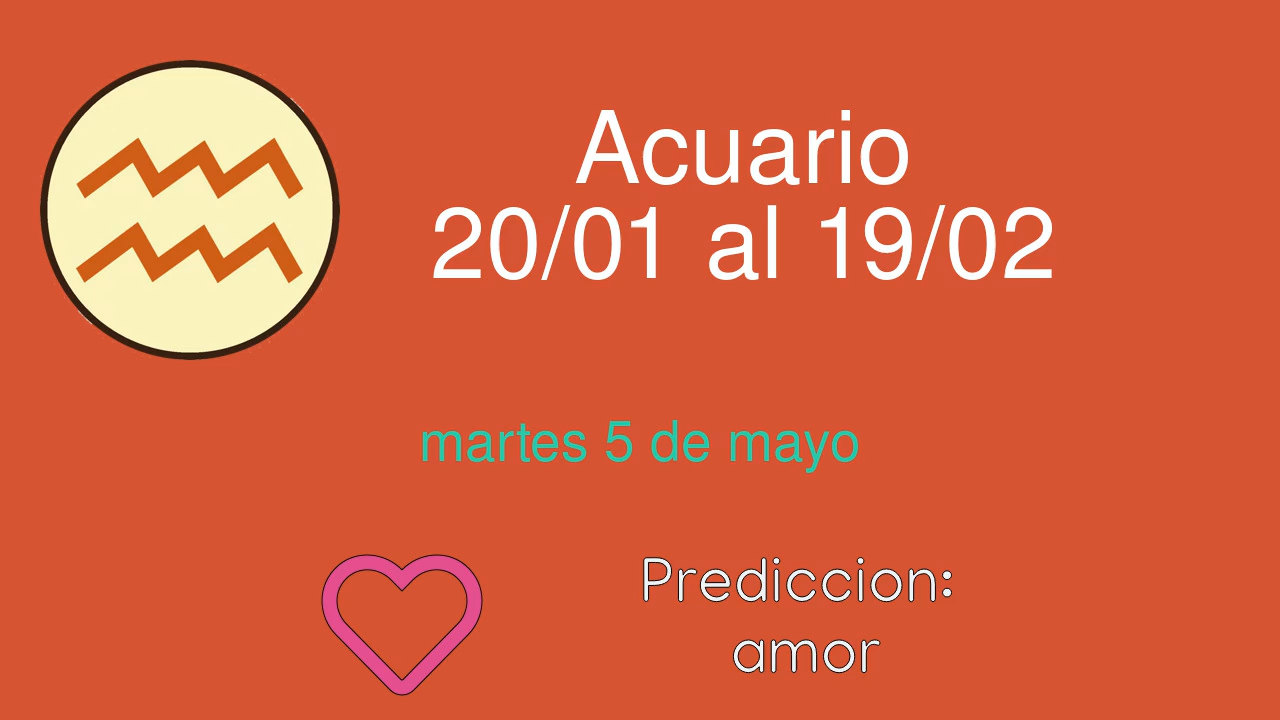 Acuario
20/01 al 19/02
martes 5 de mayo
Prediccion:
amor